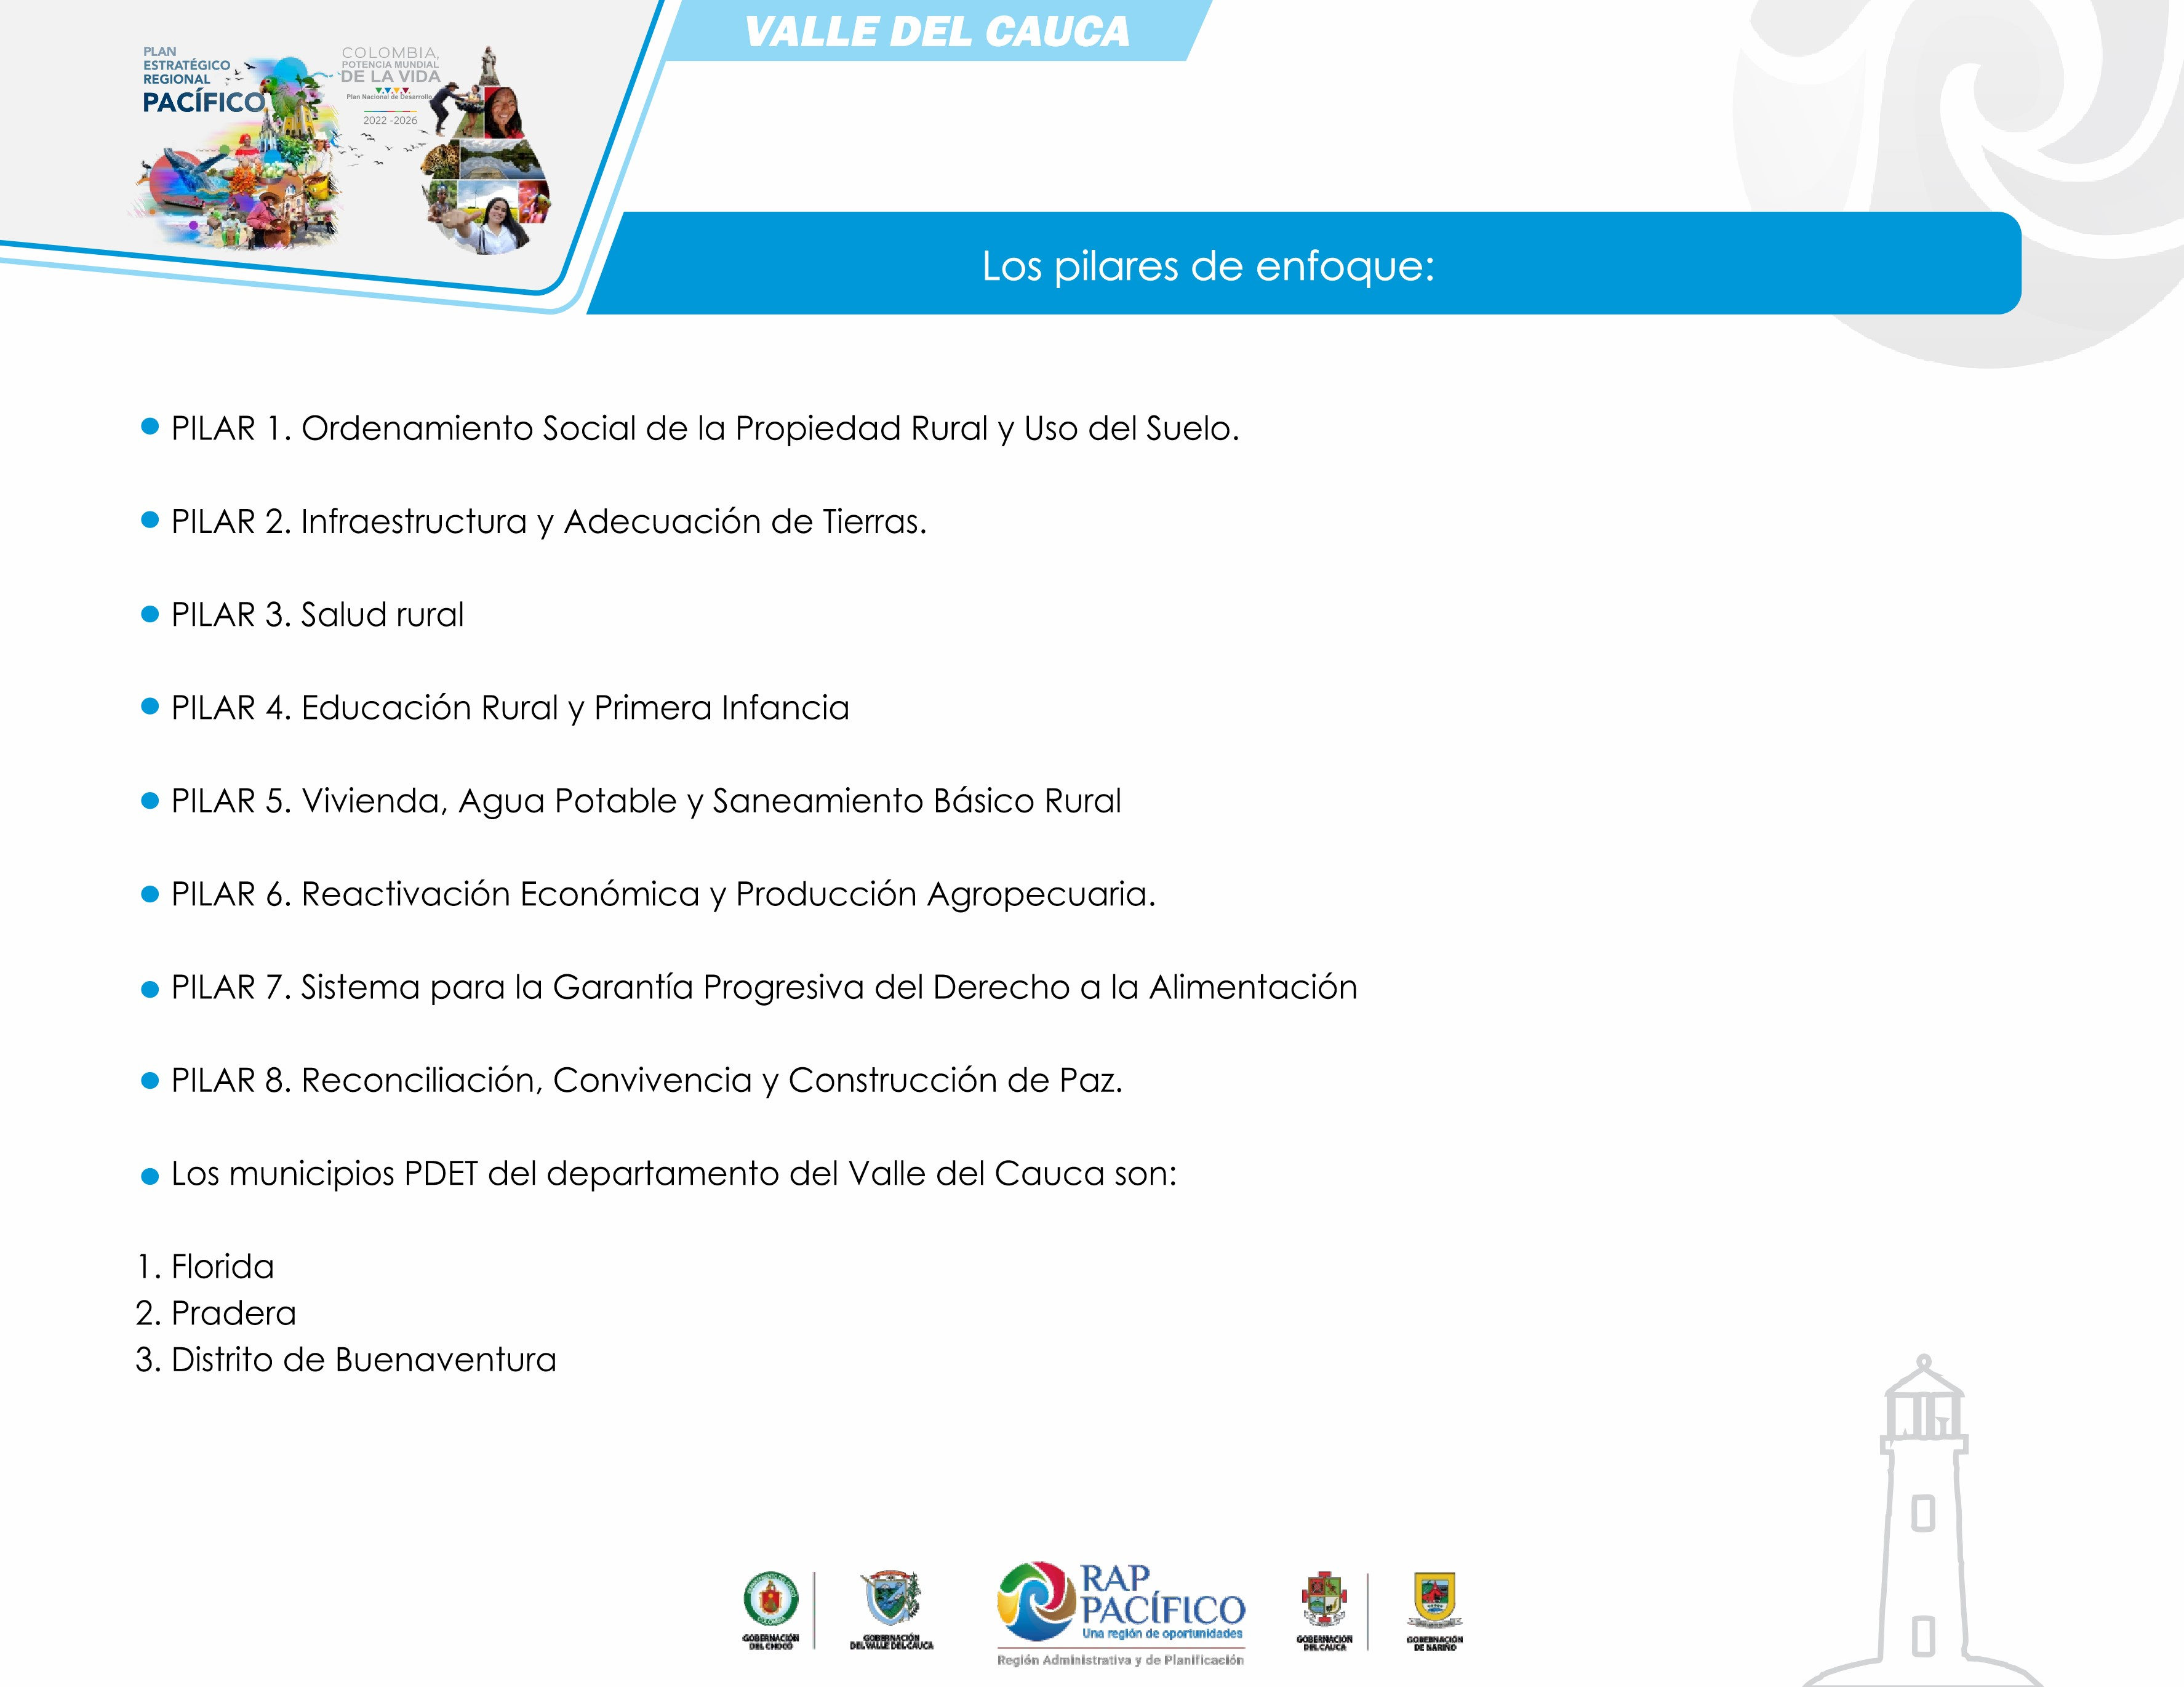 VALLE DEL CAUCA
PLAN
ESTRATÉGICO
REGIONAL
PACÍFICO
COLOMBIA,
POTENCIA MUNDIAL
DE LA VIDA
Plan Nacional de Desarrollo
2022 -2026
Los pilares de enfoque:
PILAR 1. Ordenamiento Social de la Propiedad Rural y Uso del Suelo.
PILAR 2. Infraestructura y Adecuación de Tierras.
PILAR 3. Salud rural
PILAR 4. Educación Rural y Primera Infancia
PILAR 5. Vivienda, Agua Potable y Saneamiento Básico Rural
PILAR 6. Reactivación Económica y Producción Agropecuaria.
PILAR 7. Sistema para la Garantía Progresiva del Derecho a la Alimentación
PILAR 8. Reconciliación, Convivencia y Construcción de Paz.
Los municipios PDET del departamento del Valle del Cauca son:
1. Florida
2. Pradera
3. Distrito de Buenaventura
GOBERNACIÓN
DEL CHOCÓ
GOBERNACIÓN
DEL VALLE DEL CAUCA
RAP
PACÍFICO
Una región de oportunidades
Región Administrativa y de Planificación
GOBERNACIÓN
DEL CAUCA
GOBERNACIÓN
DE NARIÑO